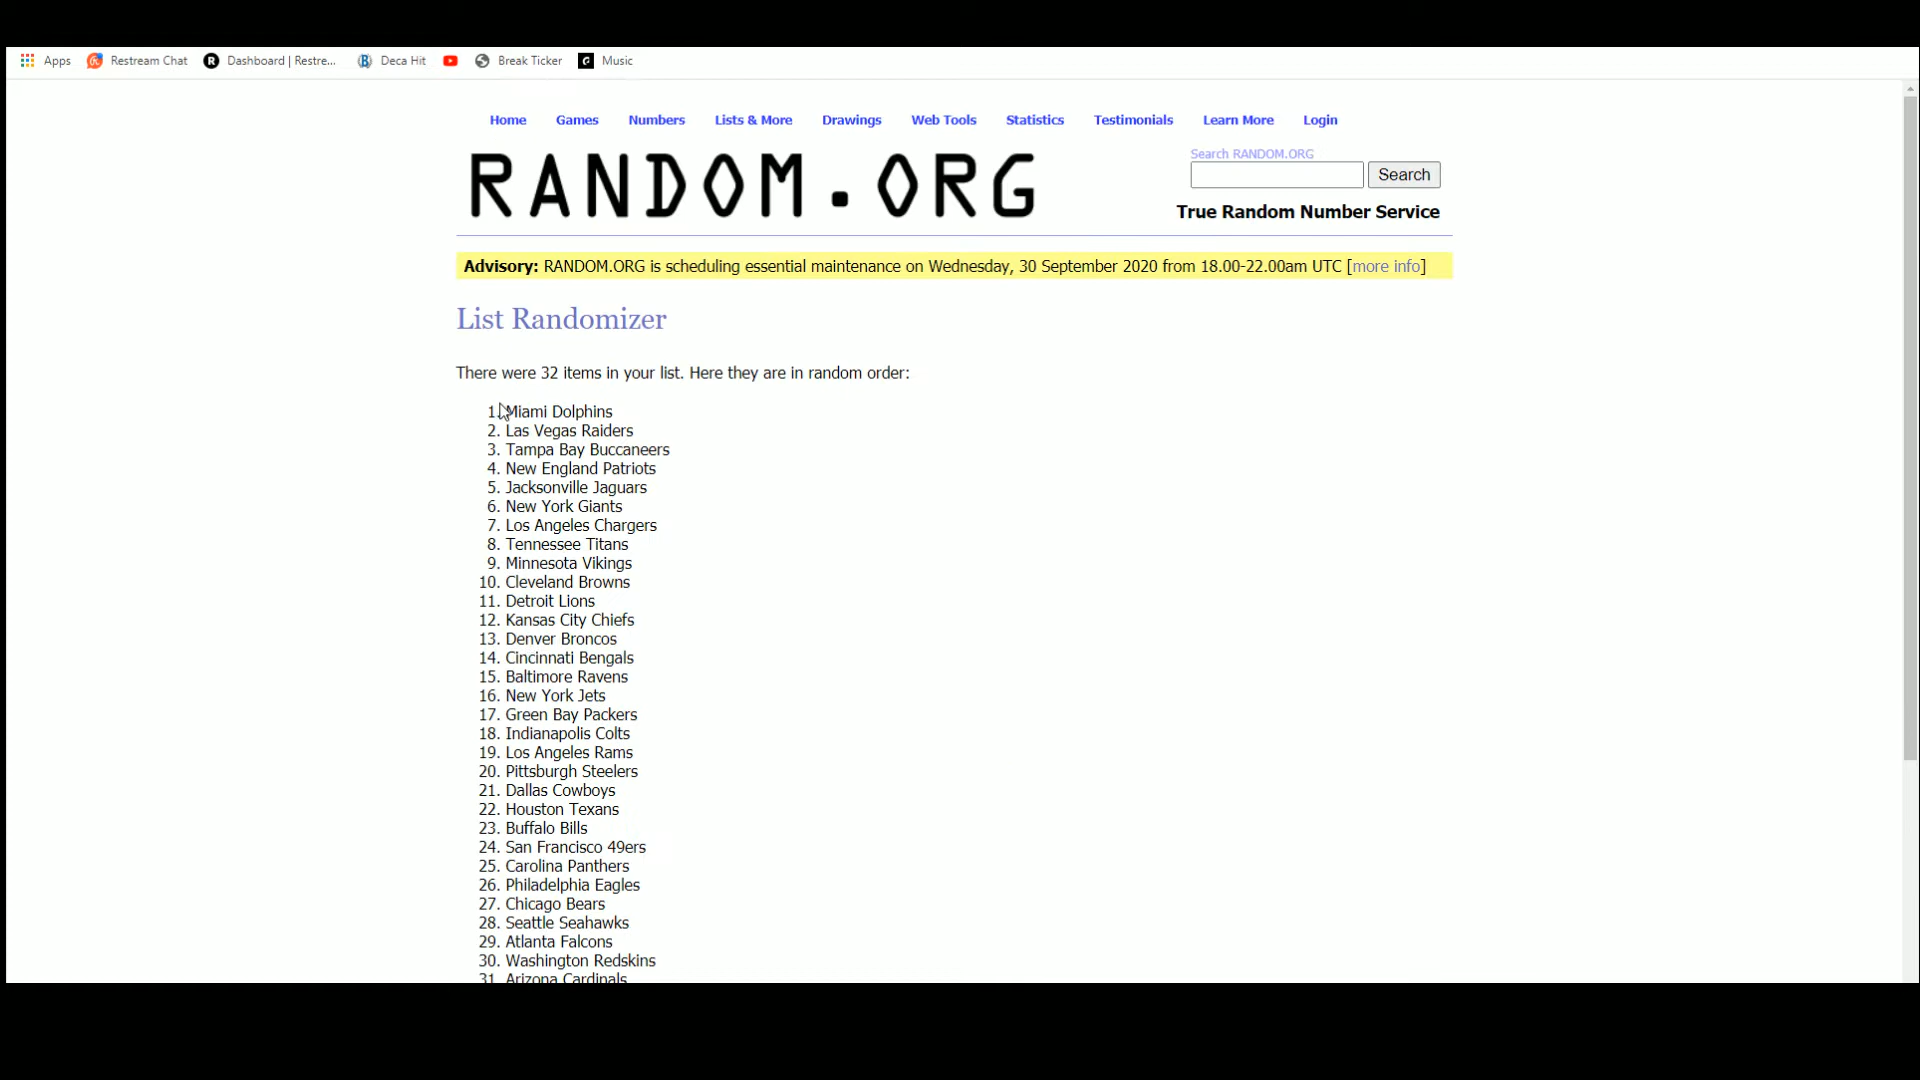 Apps Restream Chat Dashboard | Restre... Deca Hit Break Ticker Music
Home Games Numbers Lists & More Drawings Web Tools Statistics Testimonials Learn More Login
RANDOM.ORG
Search RANDOM.ORG
Search
True Random Number Service
Advisory: RANDOM.ORG is scheduling essential maintenance on Wednesday, 30 September 2020 from 18.00-22.00am UTC [more info]
List Randomizer
There were 32 items in your list. Here they are in random order:
1. Miami Dolphins
2. Las Vegas Raiders
3. Tampa Bay Buccaneers
4. New England Patriots
5. Jacksonville Jaguars
6. New York Giants
7. Los Angeles Chargers
8. Tennessee Titans
9. Minnesota Vikings
10. Cleveland Browns
11. Detroit Lions
12. Kansas City Chiefs
13. Denver Broncos
14. Cincinnati Bengals
15. Baltimore Ravens
16. New York Jets
17. Green Bay Packers
18. Indianapolis Colts
19. Los Angeles Rams
20. Pittsburgh Steelers
21. Dallas Cowboys
22. Houston Texans
23. Buffalo Bills
24. San Francisco 49ers
25. Carolina Panthers
26. Philadelphia Eagles
27. Chicago Bears
28. Seattle Seahawks
29. Atlanta Falcons
30. Washington Redskins
31. Arizona Cardinals